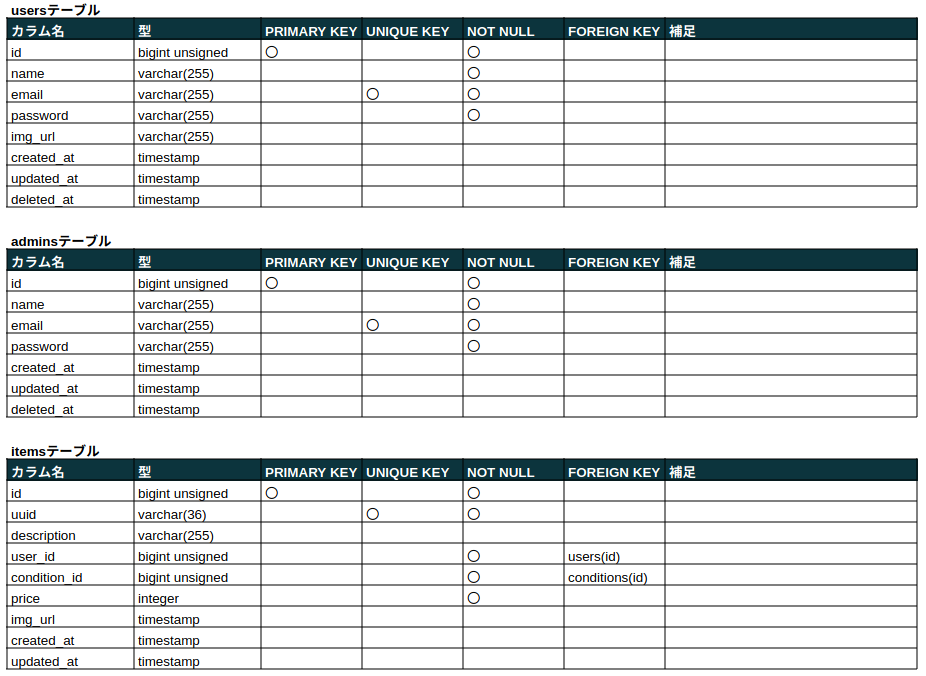 usersテーブル
カラム名 型 PRIMARY KEY UNIQUE KEY NOT NULL FOREIGN KEY 補足
id bigint unsigned ○ ○
name varchar(255) ○
email varchar(255) ○ ○
password varchar(255) ○
img_url varchar(255)
created_at timestamp
updated_at timestamp
deleted_at timestamp
adminsテーブル
カラム名 型 PRIMARY KEY UNIQUE KEY NOT NULL FOREIGN KEY 補足
id bigint unsigned ○ ○
name varchar(255) ○
email varchar(255) ○ ○
password varchar(255) ○
created_at timestamp
updated_at timestamp
deleted_at timestamp
itemsテーブル
カラム名 型 PRIMARY KEY UNIQUE KEY NOT NULL FOREIGN KEY 補足
id bigint unsigned ○ ○
uuid varchar(36) ○ ○
description varchar(255)
user_id bigint unsigned ○ users(id)
condition_id bigint unsigned ○ conditions(id)
price integer ○
img_url timestamp
created_at timestamp
updated_at timestamp